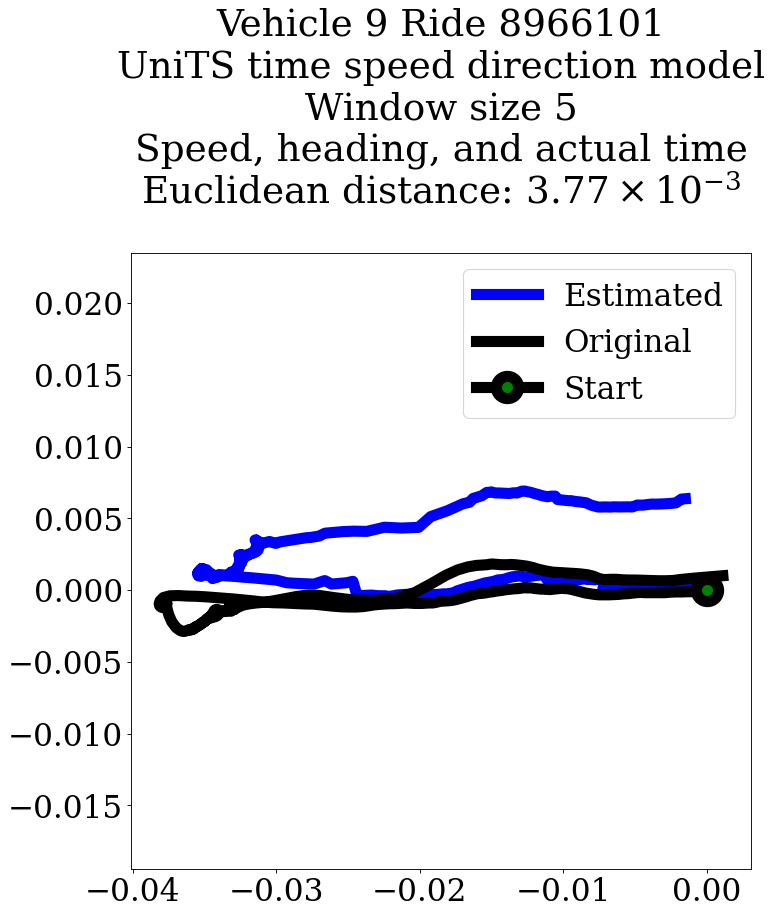 Vehicle 9 Ride 8966101
UniTS time speed direction model
Window size 5
Speed, heading, and actual time
Euclidean distance: 3.77 × 10⁻³
Estimated
Original
Start
0.020
0.015
0.010
0.005
0.000
−0.005
−0.010
−0.015
−0.04
−0.03
−0.02
−0.01
0.00